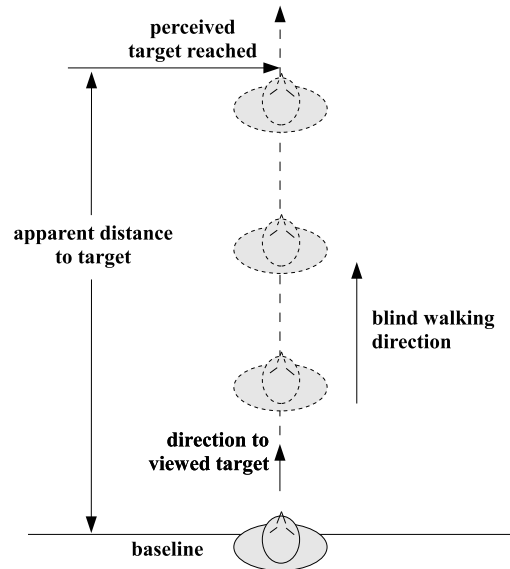 perceived
target reached
apparent distance
to target
blind walking
direction
direction to
viewed target
baseline